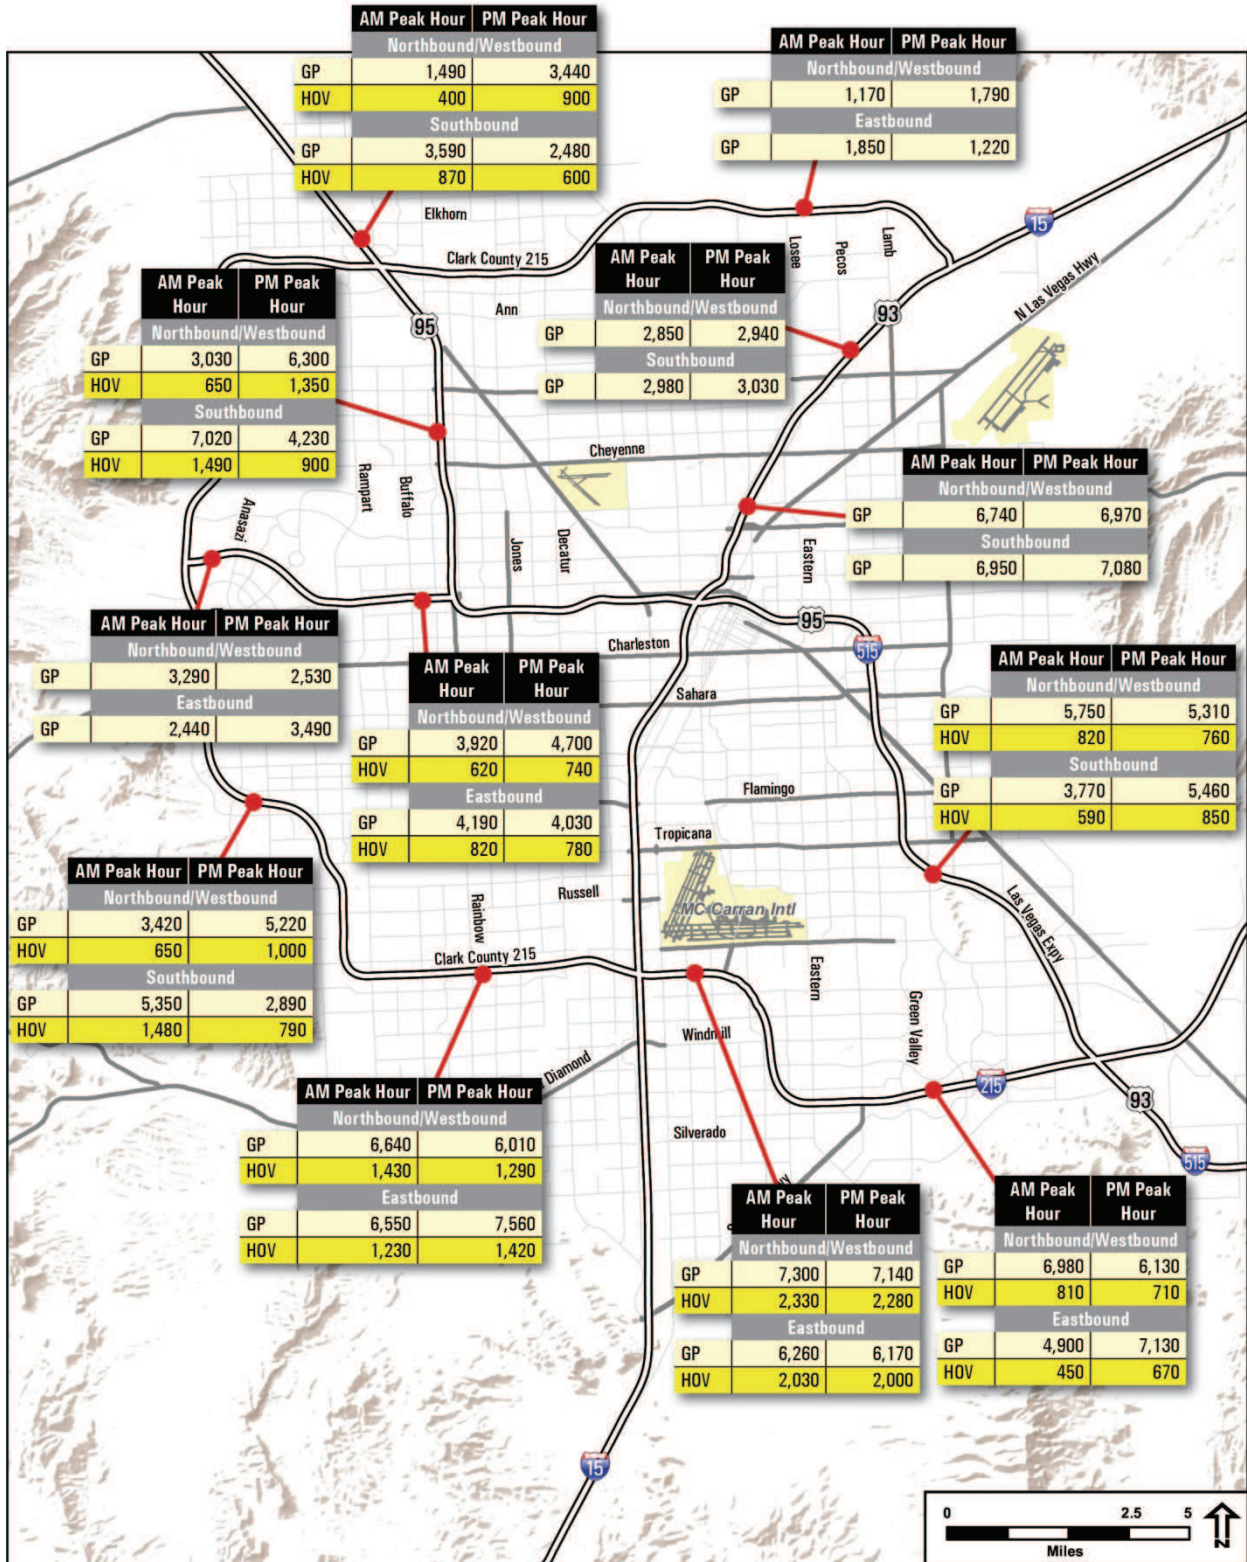 AM Peak Hour PM Peak Hour
Northbound/Westbound
GP 1,490 3,440
HOV 400 900
Southbound
GP 3,590 2,480
HOV 870 600
AM Peak Hour PM Peak Hour
Northbound/Westbound
GP 1,170 1,790
Eastbound
GP 1,850 1,220
Elkhorn
Clark County 215
Losee
Pecos
Lamb
15
N Las Vegas Hwy
AM Peak Hour PM Peak Hour
Northbound/Westbound
GP 3,030 6,300
HOV 650 1,350
Southbound
GP 7,020 4,230
HOV 1,490 900
95
Ann
AM Peak Hour PM Peak Hour
Northbound/Westbound
GP 2,850 2,940
Southbound
GP 2,980 3,030
93
Cheyenne
Rampart
Buffalo
Anasazi
Jones
Decatur
Eastern
AM Peak Hour PM Peak Hour
Northbound/Westbound
GP 6,740 6,970
Southbound
GP 6,950 7,080
95
515
Charleston
Sahara
AM Peak Hour PM Peak Hour
Northbound/Westbound
GP 3,290 2,530
Eastbound
GP 2,440 3,490
AM Peak Hour PM Peak Hour
Northbound/Westbound
GP 3,920 4,700
HOV 620 740
Eastbound
GP 4,190 4,030
HOV 820 780
AM Peak Hour PM Peak Hour
Northbound/Westbound
GP 5,750 5,310
HOV 820 760
Southbound
GP 3,770 5,460
HOV 590 850
Flamingo
Tropicana
Russell
MC Carran Intl
Las Vegas Expy
AM Peak Hour PM Peak Hour
Northbound/Westbound
GP 3,420 5,220
HOV 650 1,000
Southbound
GP 5,350 2,890
HOV 1,480 790
Rainbow
Clark County 215
Eastern
Green Valley
Windmill
Diamond
215
93
Silverado
515
AM Peak Hour PM Peak Hour
Northbound/Westbound
GP 6,640 6,010
HOV 1,430 1,290
Eastbound
GP 6,550 7,560
HOV 1,230 1,420
AM Peak Hour PM Peak Hour
Northbound/Westbound
GP 7,300 7,140
HOV 2,330 2,280
Eastbound
GP 6,260 6,170
HOV 2,030 2,000
AM Peak Hour PM Peak Hour
Northbound/Westbound
GP 6,980 6,130
HOV 810 710
Eastbound
GP 4,900 7,130
HOV 450 670
15
0 2.5 5
Miles
N